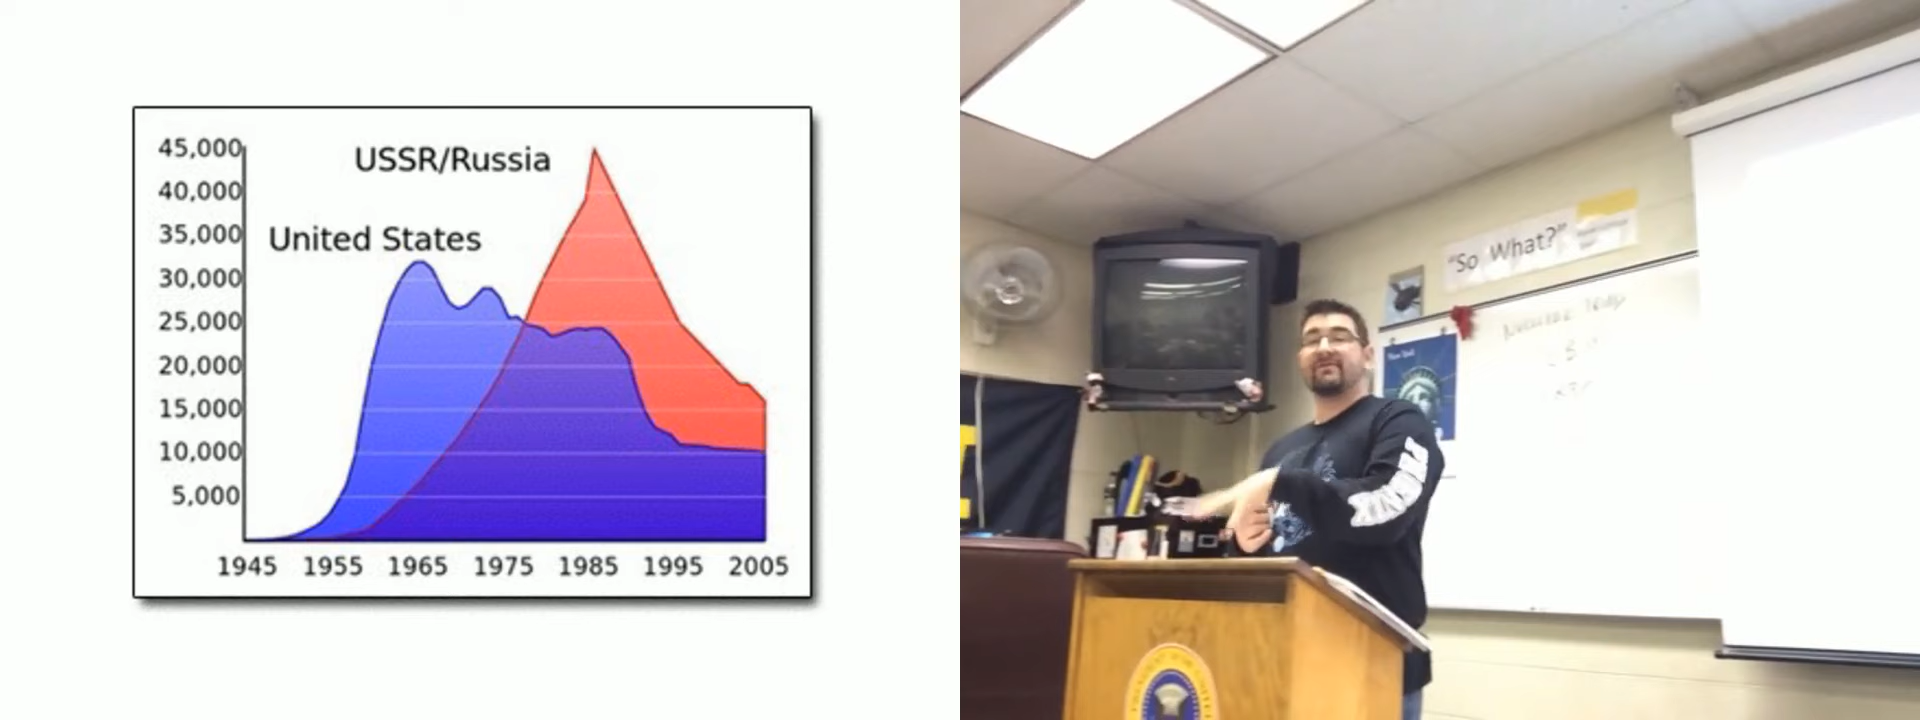 45,000
40,000
35,000
30,000
25,000
20,000
15,000
10,000
5,000
USSR/Russia
United States
1945 1955 1965 1975 1985 1995 2005
"So What?"